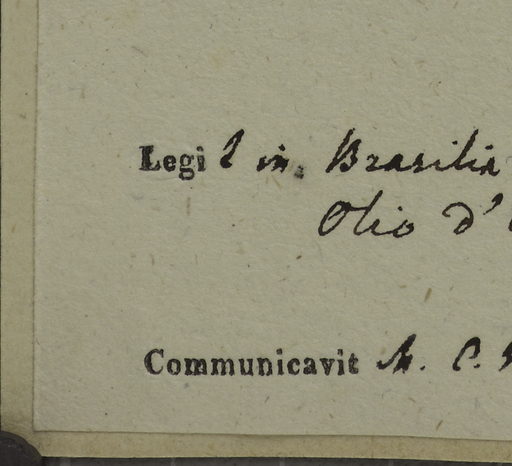 Legi t in. Brasilia
Olio d'
Communicavit M. C.